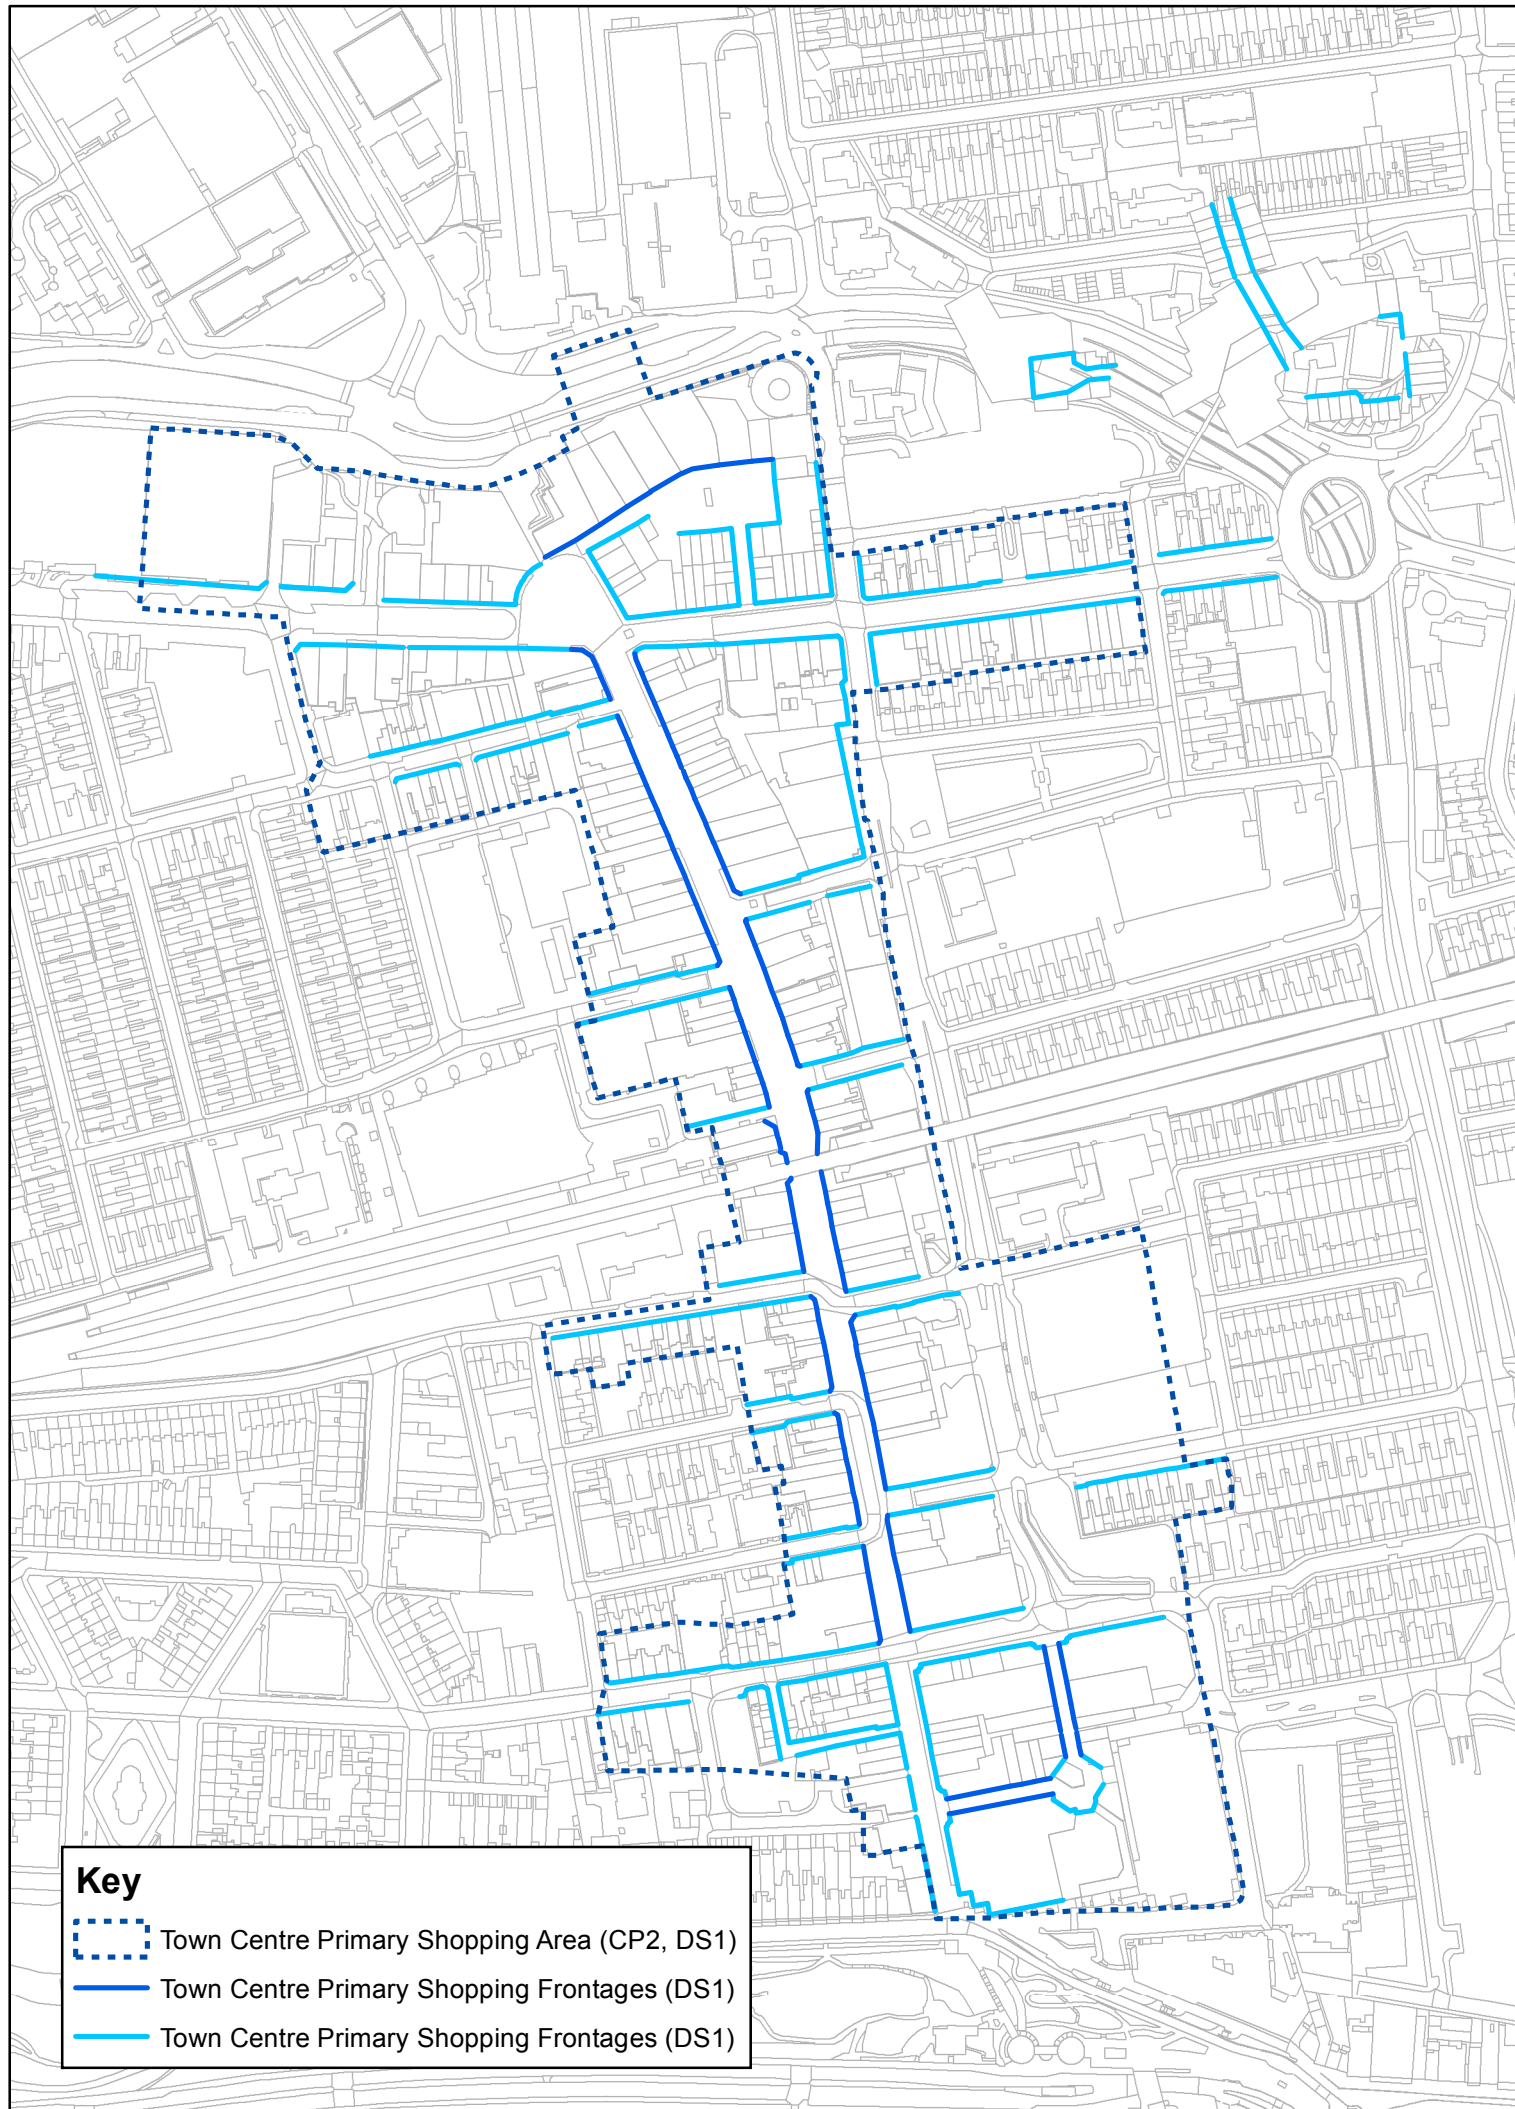 Key
Town Centre Primary Shopping Area (CP2, DS1)
Town Centre Primary Shopping Frontages (DS1)
Town Centre Primary Shopping Frontages (DS1)